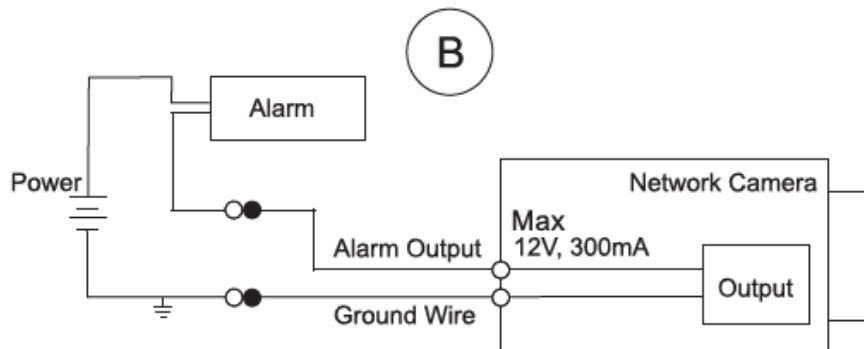 B
Alarm
Power
Network Camera
Max
12V, 300mA
Alarm Output
Output
Ground Wire